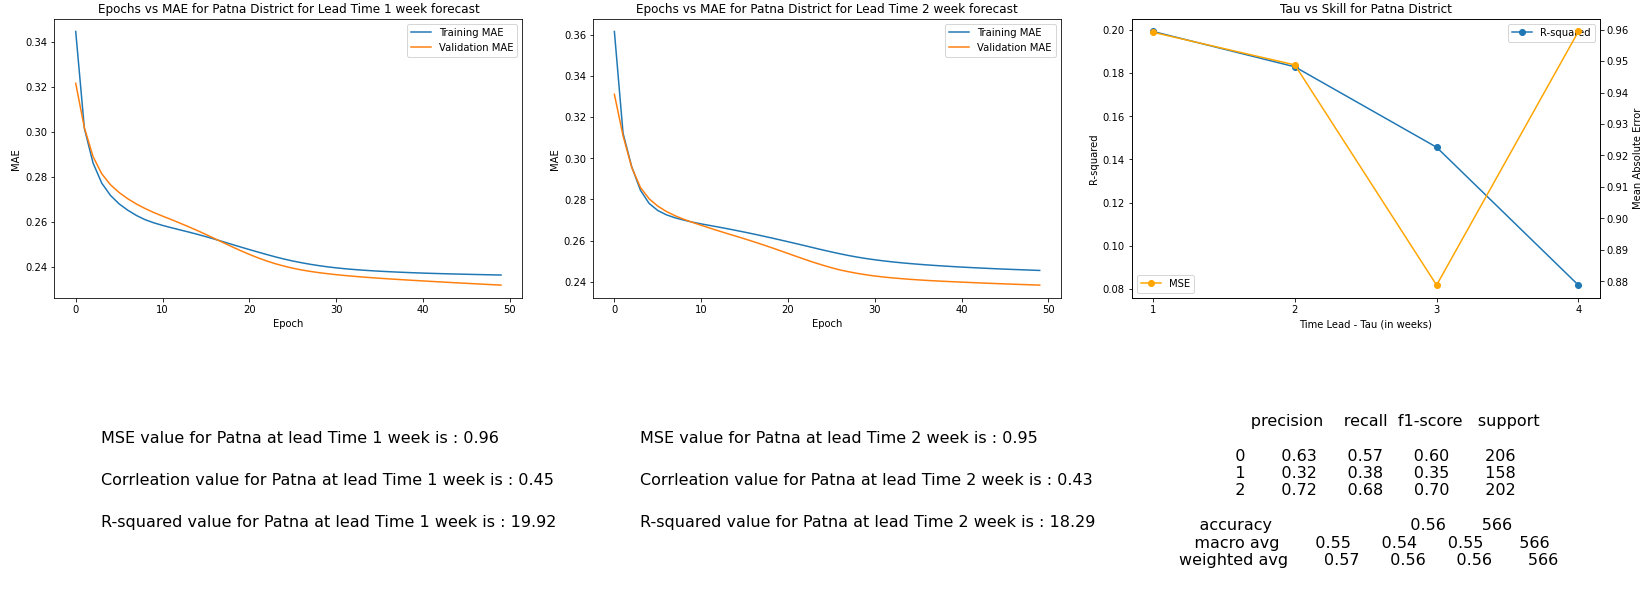 Epochs vs MAE for Patna District for Lead Time 1 week forecast
Training MAE
Validation MAE
0.34
0.32
0.30
0.28
0.26
0.24
MAE
0 10 20 30 40 50
Epoch
Epochs vs MAE for Patna District for Lead Time 2 week forecast
Training MAE
Validation MAE
0.36
0.34
0.32
0.30
0.28
0.26
0.24
MAE
0 10 20 30 40 50
Epoch
Tau vs Skill for Patna District
R-squared
MSE
0.20
0.18
0.16
0.14
0.12
0.10
0.08
R-squared
0.96
0.95
0.94
0.93
0.92
0.91
0.90
0.89
0.88
Mean Absolute Error
1 2 3 4
Time Lead - Tau (in weeks)
MSE value for Patna at lead Time 1 week is : 0.96
Corrleation value for Patna at lead Time 1 week is : 0.45
R-squared value for Patna at lead Time 1 week is : 19.92
MSE value for Patna at lead Time 2 week is : 0.95
Corrleation value for Patna at lead Time 2 week is : 0.43
R-squared value for Patna at lead Time 2 week is : 18.29
precision recall f1-score support
0 0.63 0.57 0.60 206
1 0.32 0.38 0.35 158
2 0.72 0.68 0.70 202
accuracy 0.56 566
macro avg 0.55 0.54 0.55 566
weighted avg 0.57 0.56 0.56 566